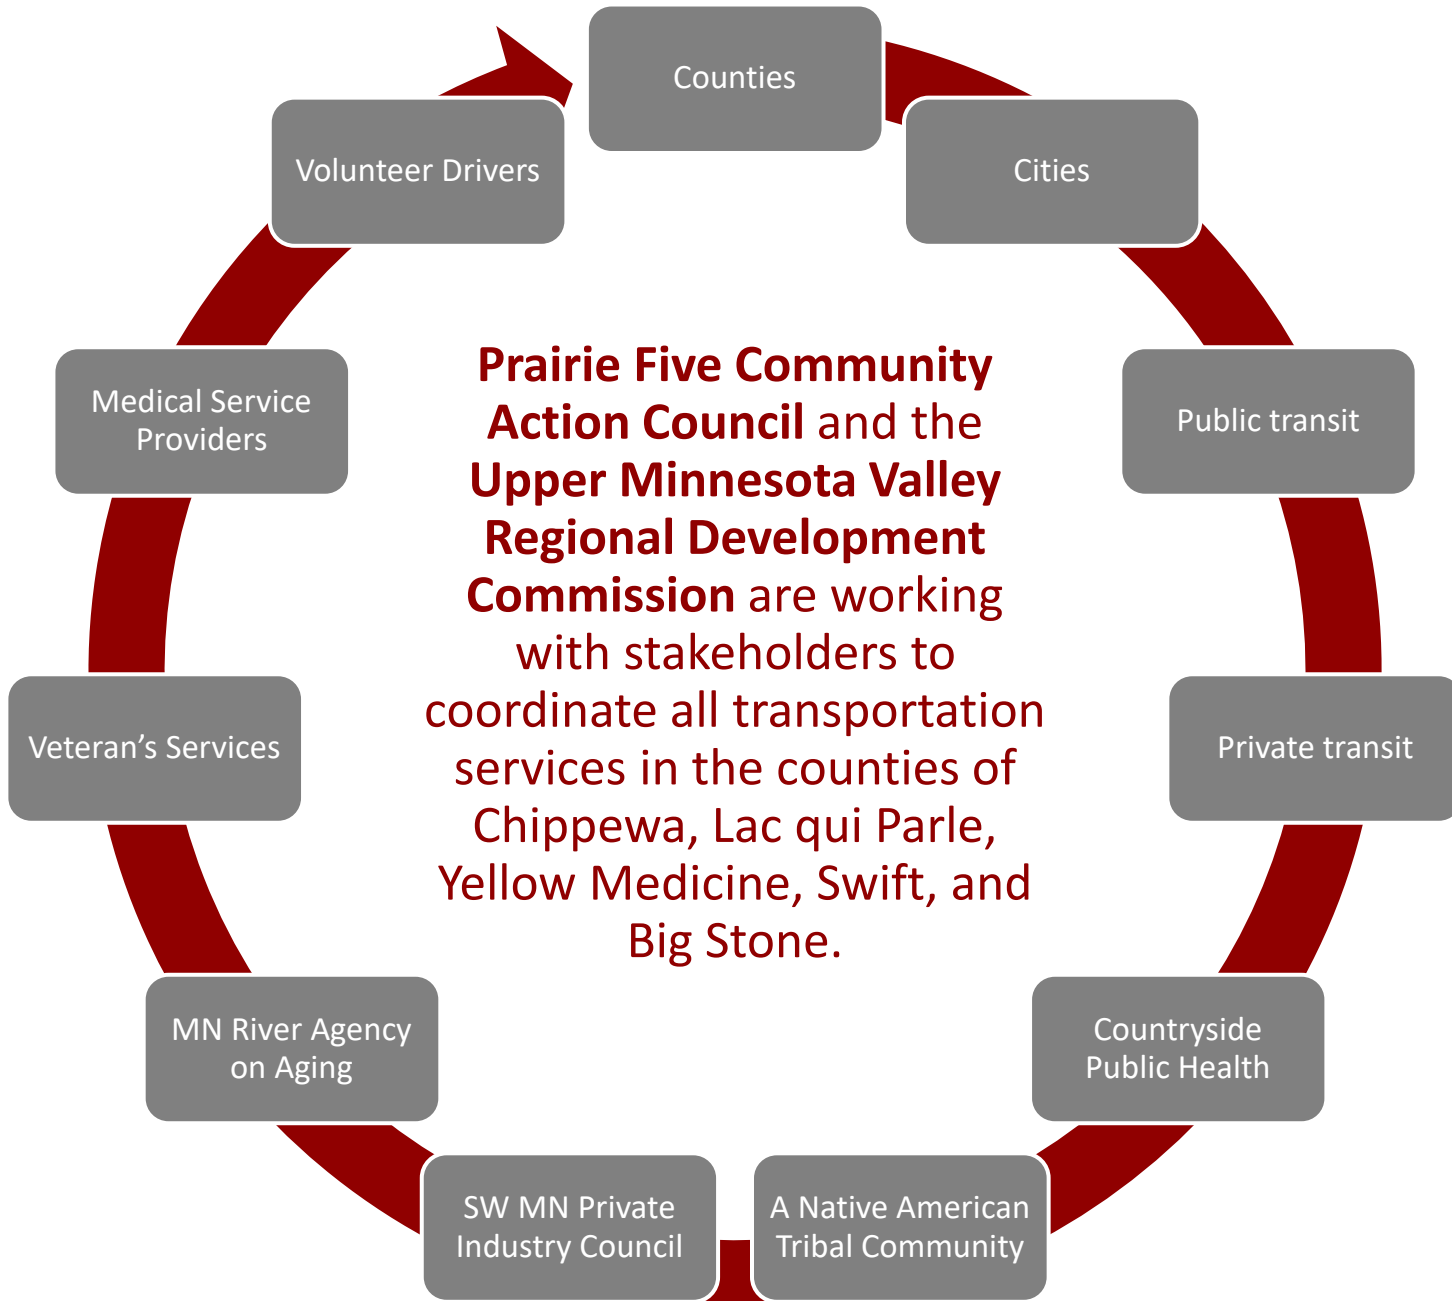 Counties
Cities
Public transit
Private transit
Countryside
Public Health
A Native American
Tribal Community
SW MN Private
Industry Council
MN River Agency
on Aging
Veteran’s Services
Medical Service
Providers
Volunteer Drivers
Prairie Five Community
Action Council and the
Upper Minnesota Valley
Regional Development
Commission are working
with stakeholders to
coordinate all transportation
services in the counties of
Chippewa, Lac qui Parle,
Yellow Medicine, Swift, and
Big Stone.